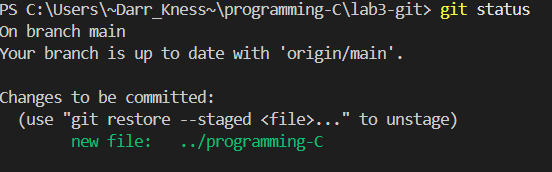 PS C:\Users\~Darr_Kness~\programming-C\lab3-git> git status
On branch main
Your branch is up to date with 'origin/main'.
Changes to be committed:
(use "git restore --staged <file>..." to unstage)
new file: ../programming-C